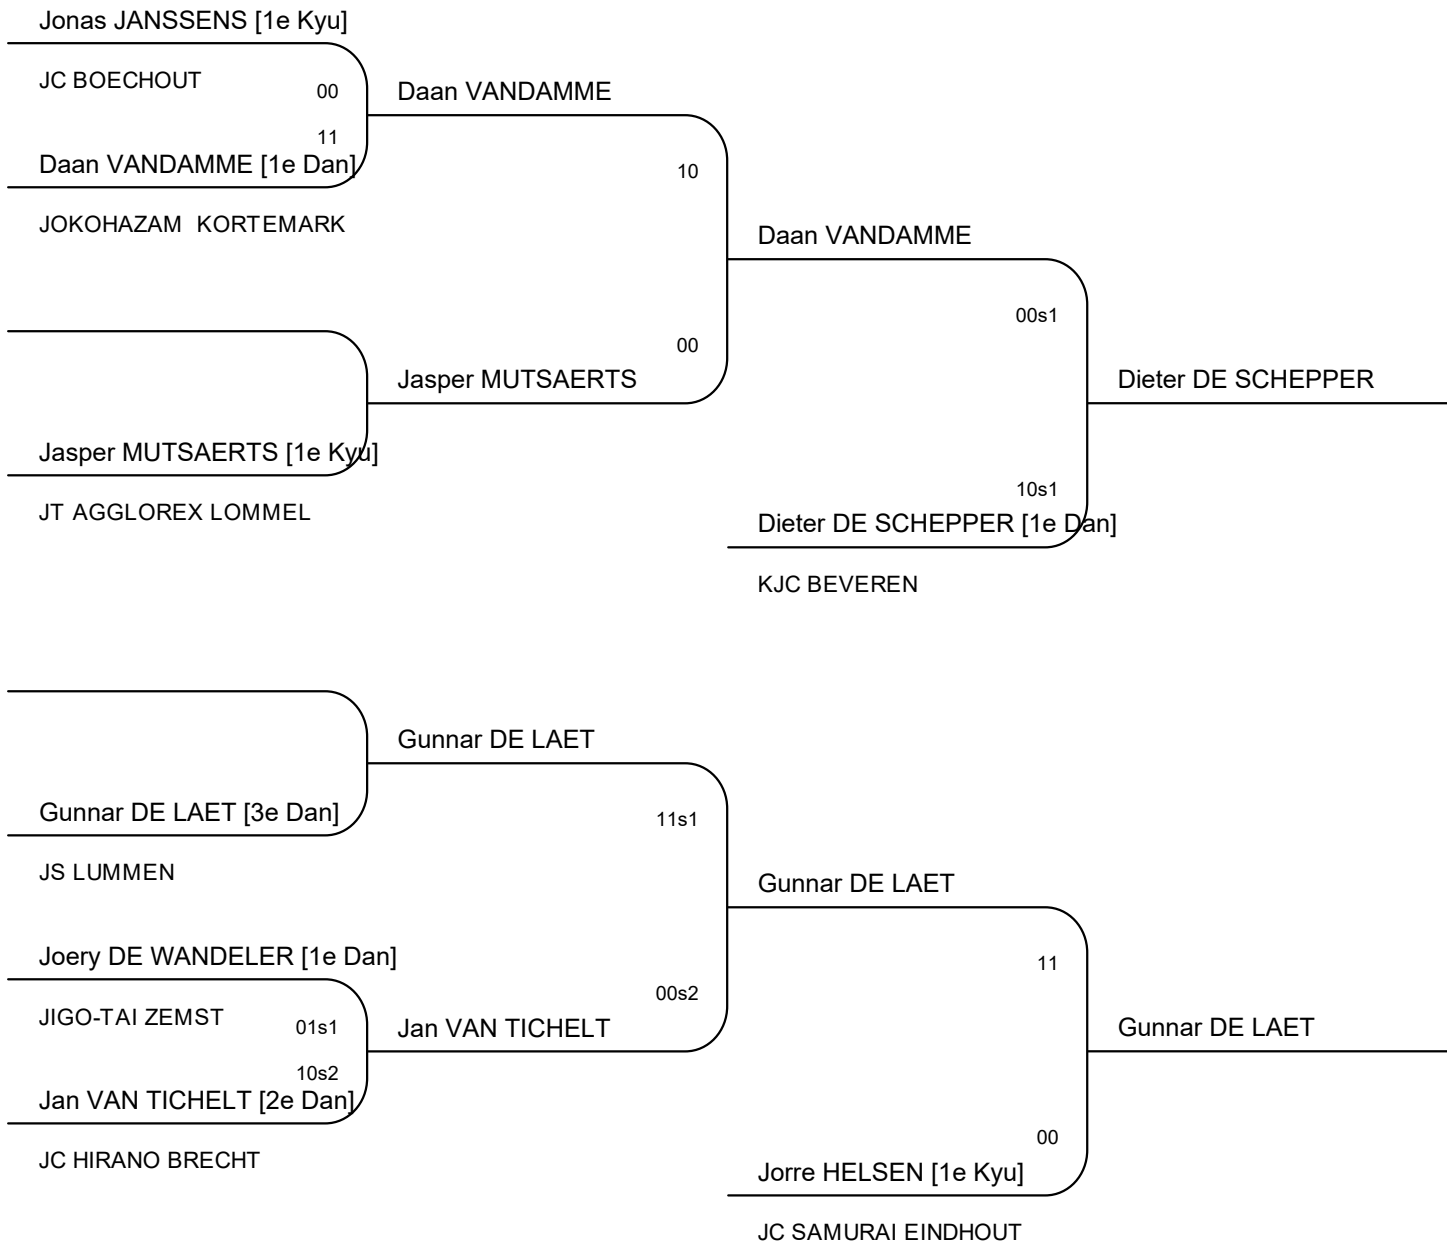 Jonas JANSSENS [1e Kyu]
JC BOECHOUT
00
11
Daan VANDAMME [1e Dan]
JOKOHAZAM KORTEMARK
Daan VANDAMME
10
00
Jasper MUTSAERTS
Jasper MUTSAERTS [1e Kyu]
JT AGGLOREX LOMMEL
Daan VANDAMME
00s1
10s1
Dieter DE SCHEPPER [1e Dan]
KJC BEVEREN
Dieter DE SCHEPPER
Gunnar DE LAET
Gunnar DE LAET [3e Dan]
JS LUMMEN
11s1
00s2
Joery DE WANDELER [1e Dan]
JIGO-TAI ZEMST
01s1
10s2
Jan VAN TICHELT
Jan VAN TICHELT [2e Dan]
JC HIRANO BRECHT
Gunnar DE LAET
11
00
Jorre HELSEN [1e Kyu]
JC SAMURAI EINDHOUT
Gunnar DE LAET